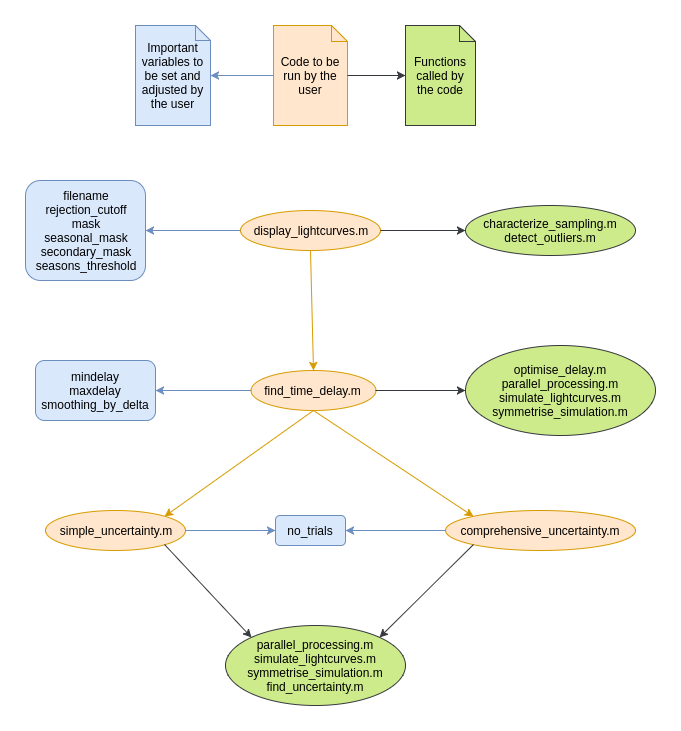 Important
variables to
be set and
adjusted by
the user
Code to be
run by the
user
Functions
called by
the code
filename
rejection_cutoff
mask
seasonal_mask
secondary_mask
seasons_threshold
display_lightcurves.m
characterize_sampling.m
detect_outliers.m
mindelay
maxdelay
smoothing_by_delta
find_time_delay.m
optimise_delay.m
parallel_processing.m
simulate_lightcurves.m
symmetrise_simulation.m
simple_uncertainty.m
no_trials
comprehensive_uncertainty.m
parallel_processing.m
simulate_lightcurves.m
symmetrise_simulation.m
find_uncertainty.m